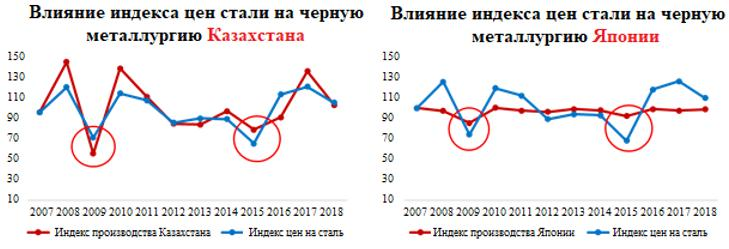 Влияние индекса цен стали на черную
металлургию Казахстана
150
130
110
90
70
50
30
10
2007 2008 2009 2010 2011 2012 2013 2014 2015 2016 2017 2018
Индекс производства Казахстана
Индекс цен на сталь
Влияние индекса цен стали на черную
металлургию Японии
150
130
110
90
70
50
30
10
2007 2008 2009 2010 2011 2012 2013 2014 2015 2016 2017 2018
Индекс производства Японии
Индекс цен на сталь